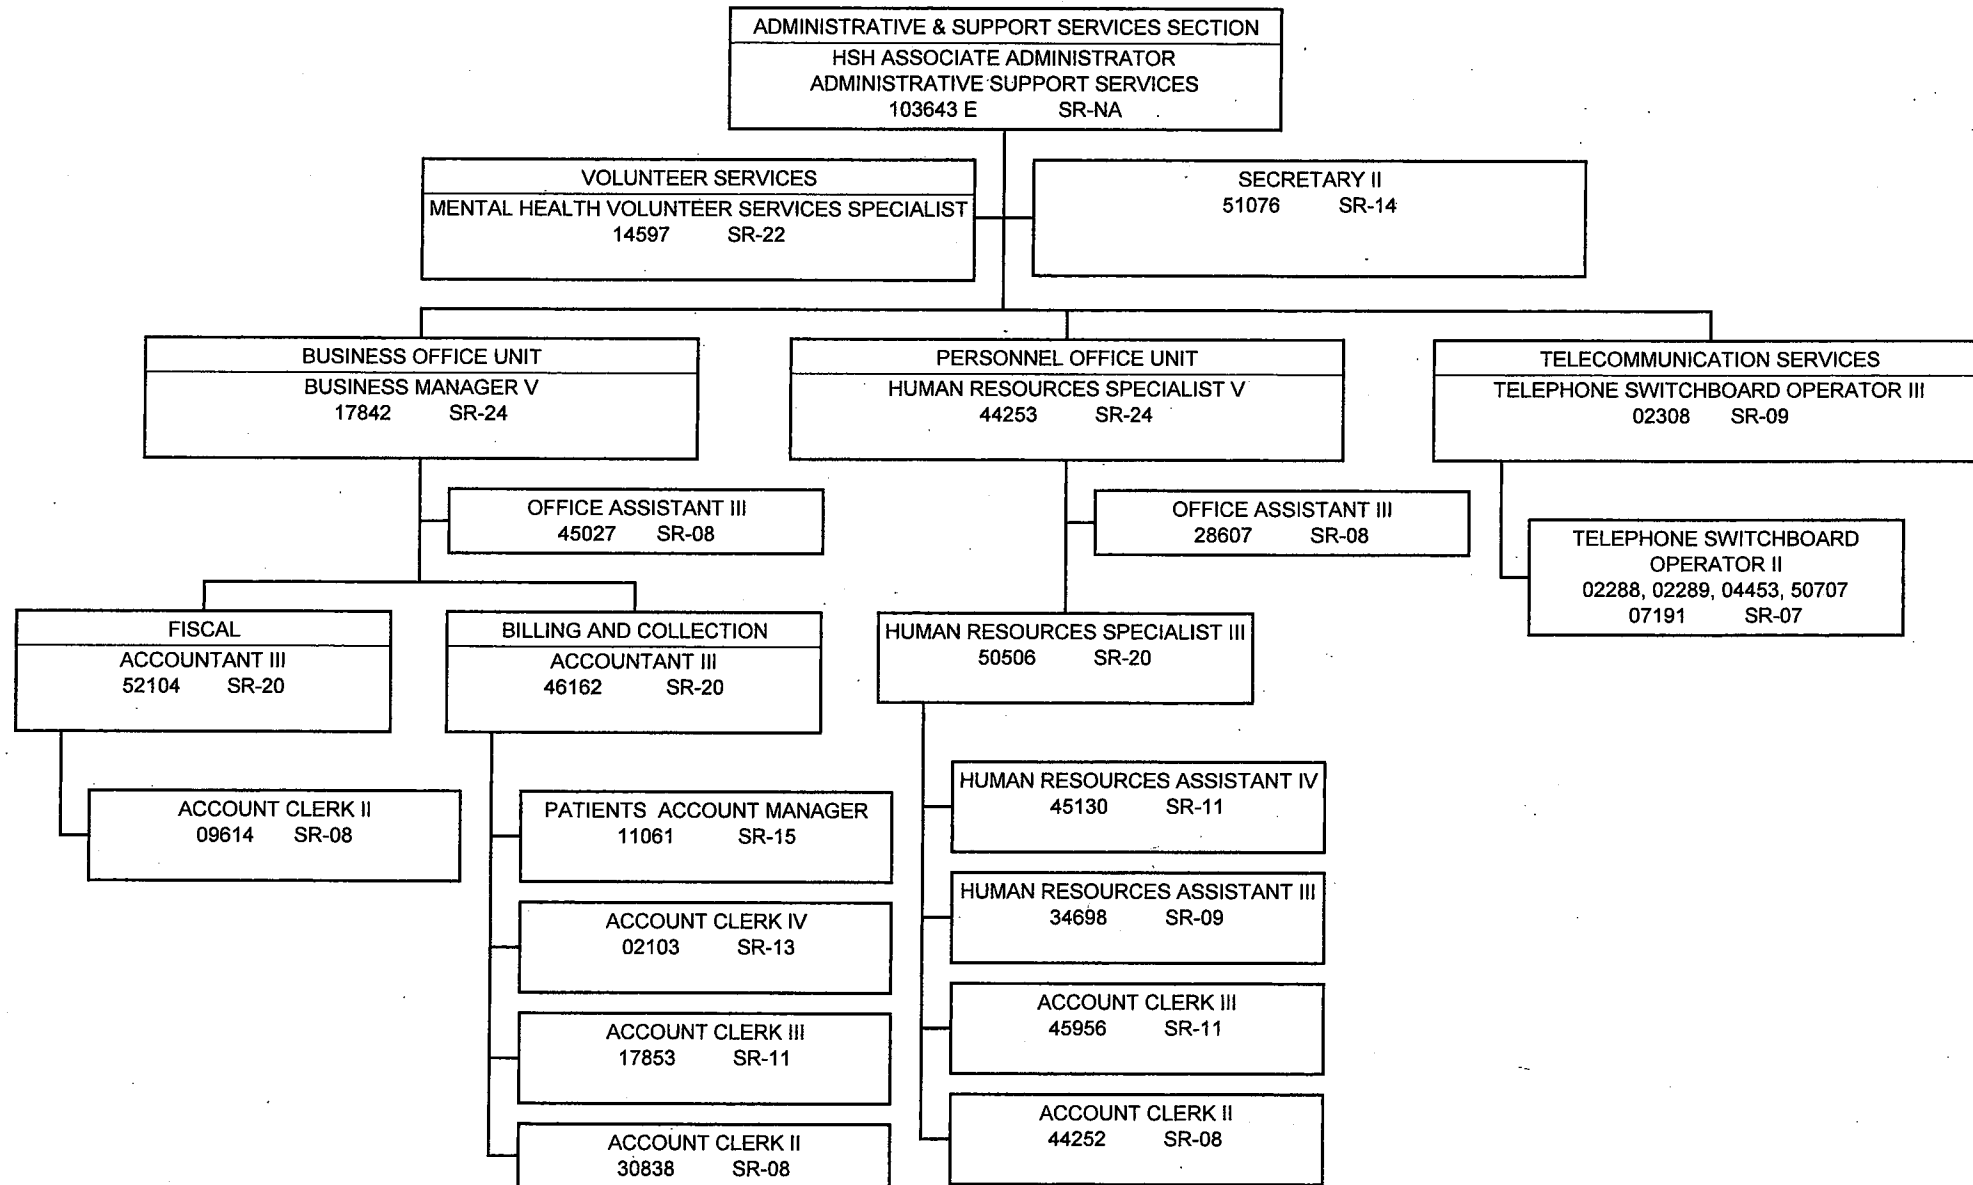 ADMINISTRATIVE & SUPPORT SERVICES SECTION
HSH ASSOCIATE ADMINISTRATOR
ADMINISTRATIVE SUPPORT SERVICES
103643 E SR-NA
VOLUNTEER SERVICES
MENTAL HEALTH VOLUNTEER SERVICES SPECIALIST
14597 SR-22
SECRETARY II
51076 SR-14
BUSINESS OFFICE UNIT
BUSINESS MANAGER V
17842 SR-24
PERSONNEL OFFICE UNIT
HUMAN RESOURCES SPECIALIST V
44253 SR-24
TELECOMMUNICATION SERVICES
TELEPHONE SWITCHBOARD OPERATOR III
02308 SR-09
OFFICE ASSISTANT III
45027 SR-08
OFFICE ASSISTANT III
28607 SR-08
TELEPHONE SWITCHBOARD
OPERATOR II
02288, 02289, 04453, 50707
07191 SR-07
FISCAL
ACCOUNTANT III
52104 SR-20
BILLING AND COLLECTION
ACCOUNTANT III
46162 SR-20
HUMAN RESOURCES SPECIALIST III
50506 SR-20
ACCOUNT CLERK II
09614 SR-08
PATIENTS ACCOUNT MANAGER
11061 SR-15
ACCOUNT CLERK IV
02103 SR-13
ACCOUNT CLERK III
17853 SR-11
ACCOUNT CLERK II
30838 SR-08
HUMAN RESOURCES ASSISTANT IV
45130 SR-11
HUMAN RESOURCES ASSISTANT III
34698 SR-09
ACCOUNT CLERK III
45956 SR-11
ACCOUNT CLERK II
44252 SR-08